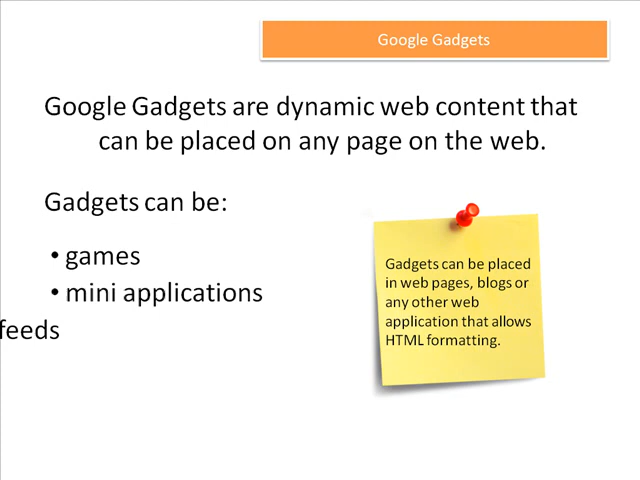 Google Gadgets
Google Gadgets are dynamic web content that
can be placed on any page on the web.
Gadgets can be:
• games
• mini applications
feeds
Gadgets can be placed
in web pages, blogs or
any other web
application that allows
HTML formatting.